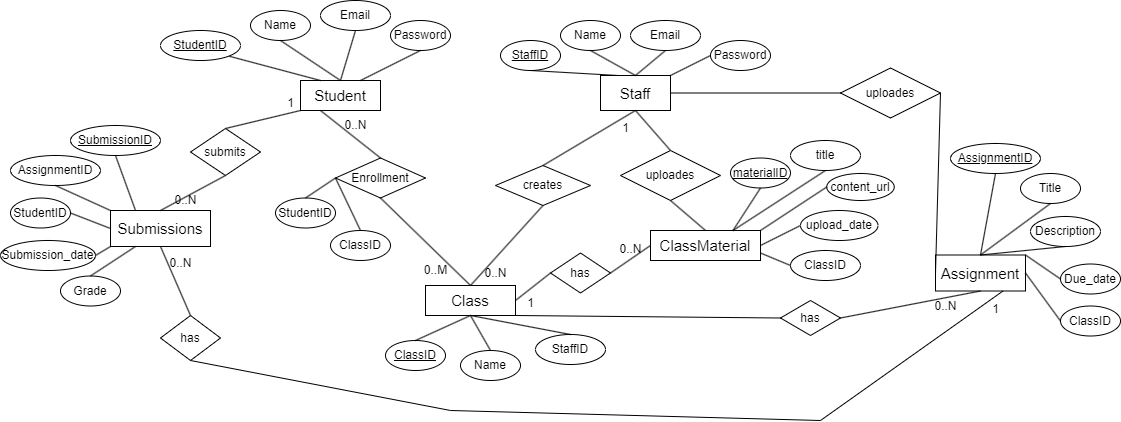 Email
Name
StudentID
Password
Student
1
0..N
Name
Email
StaffID
Password
Staff
1
uploades
SubmissionID
AssignmentID
StudentID
Submission_date
Grade
submits
0..N
Submissions
0..N
Enrollment
StudentID
ClassID
creates
uploades
materialID
title
content_url
upload_date
ClassID
ClassMaterial
0..N
AssignmentID
Title
Description
Due_date
ClassID
Assignment
0..N
1
0..M
0..N
has
1
Class
ClassID
Name
StaffID
has
has